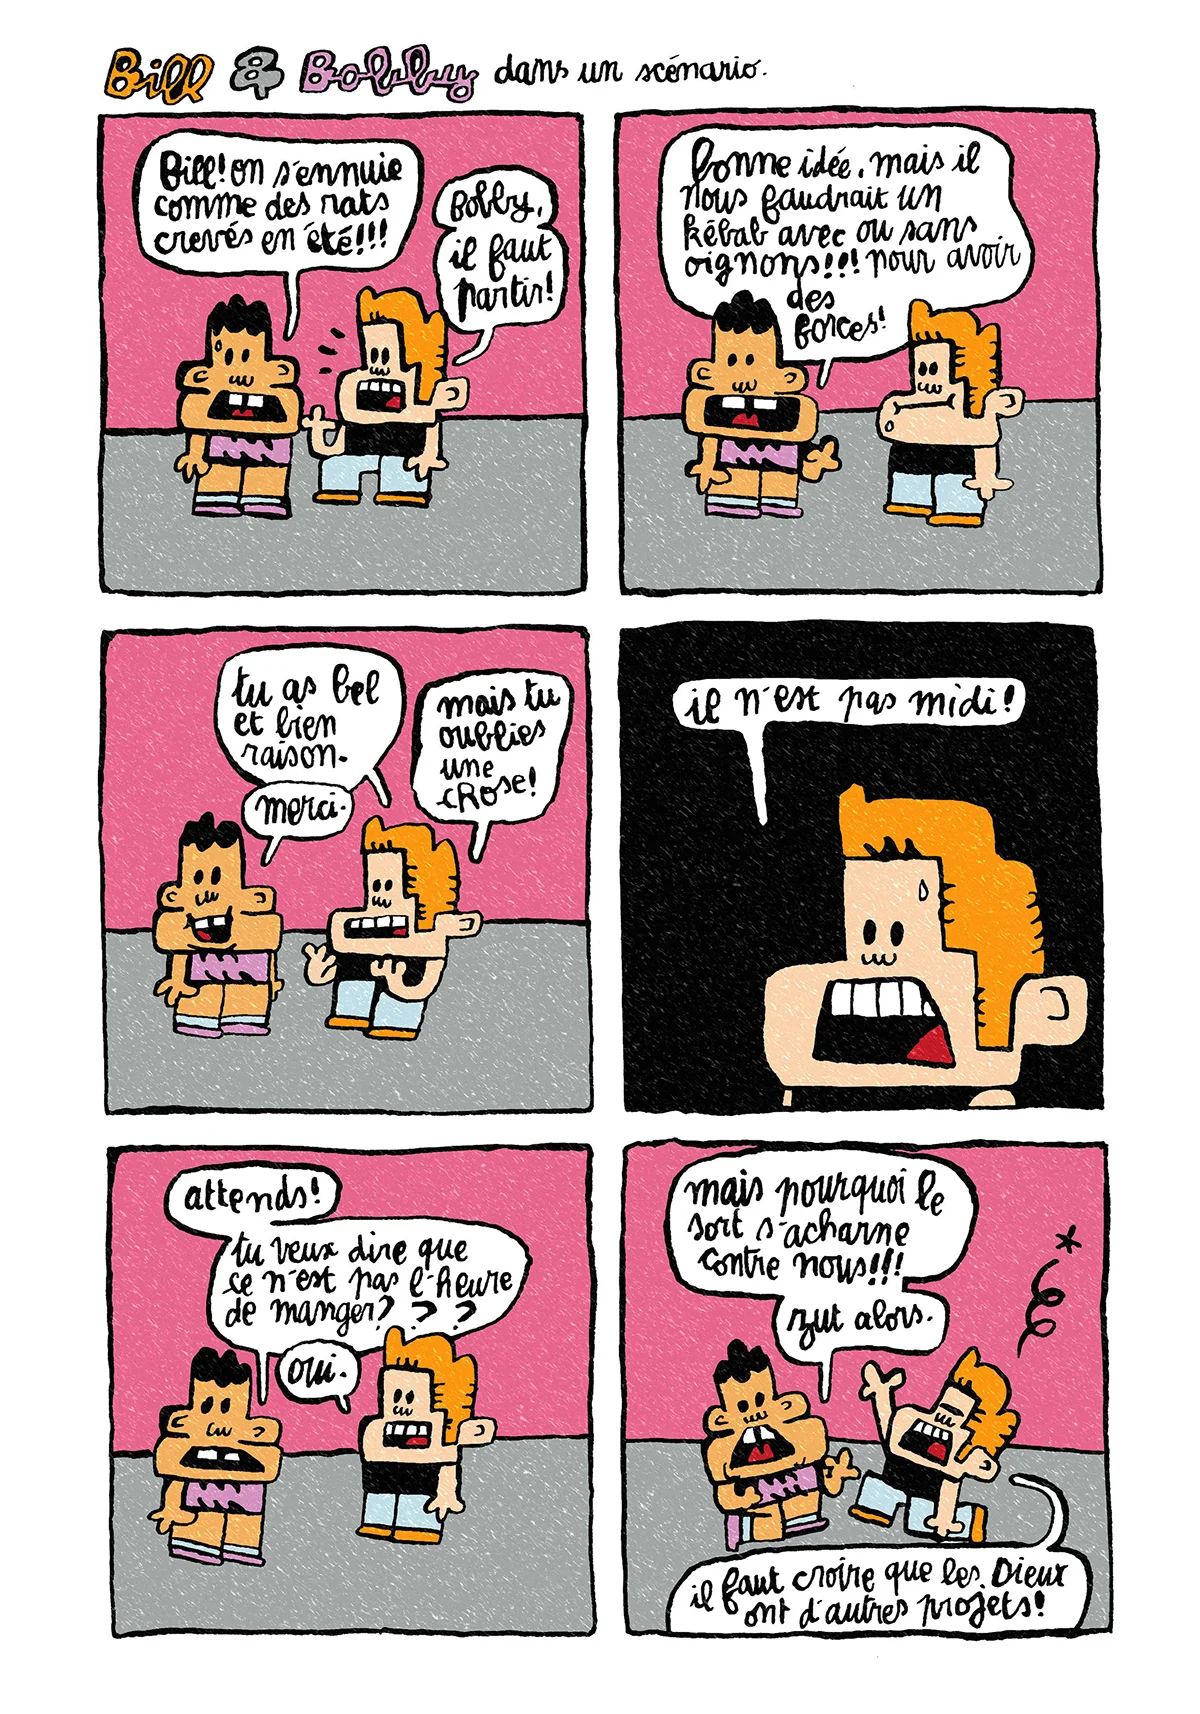 Bill & Bobby dans un scénario.
Bill! on s'ennuie
comme des rats
crevés en été!!!
Bobby,
il faut
partir!
bonne idée. mais il
nous faudrait un
kébab avec ou sans
oignons!!! pour avoir
des
forces!
tu as bel
et bien
raison.
merci.
mais tu
oublies
une
chose!
il n'est pas midi!
attends!
tu veux dire que
ce n'est pas l'heure
de manger? ? ?
oui.
mais pourquoi le
sort s'acharne
contre nous!!!
zut alors.
il faut croire que les Dieux
ont d'autres projets!